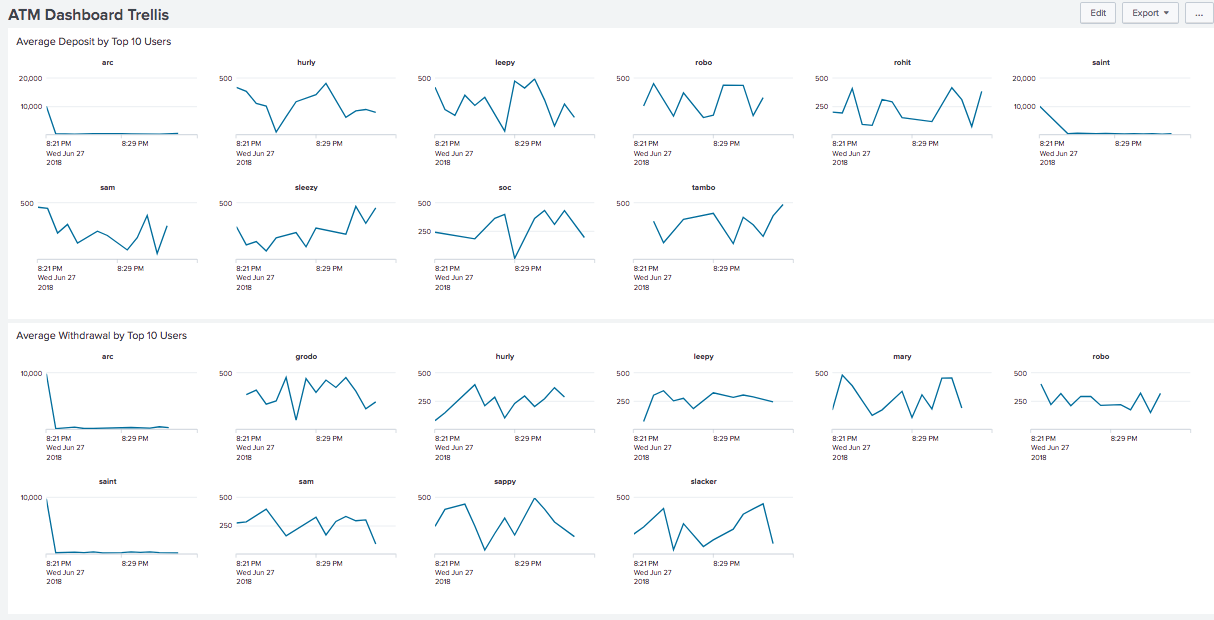 ATM Dashboard Trellis
Edit
Export
...
Average Deposit by Top 10 Users
arc
20,000
10,000
8:21 PM
Wed Jun 27
2018
8:29 PM
hurly
500
8:21 PM
Wed Jun 27
2018
8:29 PM
leepy
500
8:21 PM
Wed Jun 27
2018
8:29 PM
robo
500
8:21 PM
Wed Jun 27
2018
8:29 PM
rohit
500
250
8:21 PM
Wed Jun 27
2018
8:29 PM
saint
20,000
10,000
8:21 PM
Wed Jun 27
2018
8:29 PM
sam
500
8:21 PM
Wed Jun 27
2018
8:29 PM
sleezy
500
8:21 PM
Wed Jun 27
2018
8:29 PM
soc
500
250
8:21 PM
Wed Jun 27
2018
8:29 PM
tambo
500
8:21 PM
Wed Jun 27
2018
8:29 PM
Average Withdrawal by Top 10 Users
arc
10,000
8:21 PM
Wed Jun 27
2018
8:29 PM
grodo
500
8:21 PM
Wed Jun 27
2018
8:29 PM
hurly
500
250
8:21 PM
Wed Jun 27
2018
8:29 PM
leepy
500
250
8:21 PM
Wed Jun 27
2018
8:29 PM
mary
500
8:21 PM
Wed Jun 27
2018
8:29 PM
robo
500
250
8:21 PM
Wed Jun 27
2018
8:29 PM
saint
10,000
8:21 PM
Wed Jun 27
2018
8:29 PM
sam
500
250
8:21 PM
Wed Jun 27
2018
8:29 PM
sappy
500
8:21 PM
Wed Jun 27
2018
8:29 PM
slacker
500
8:21 PM
Wed Jun 27
2018
8:29 PM